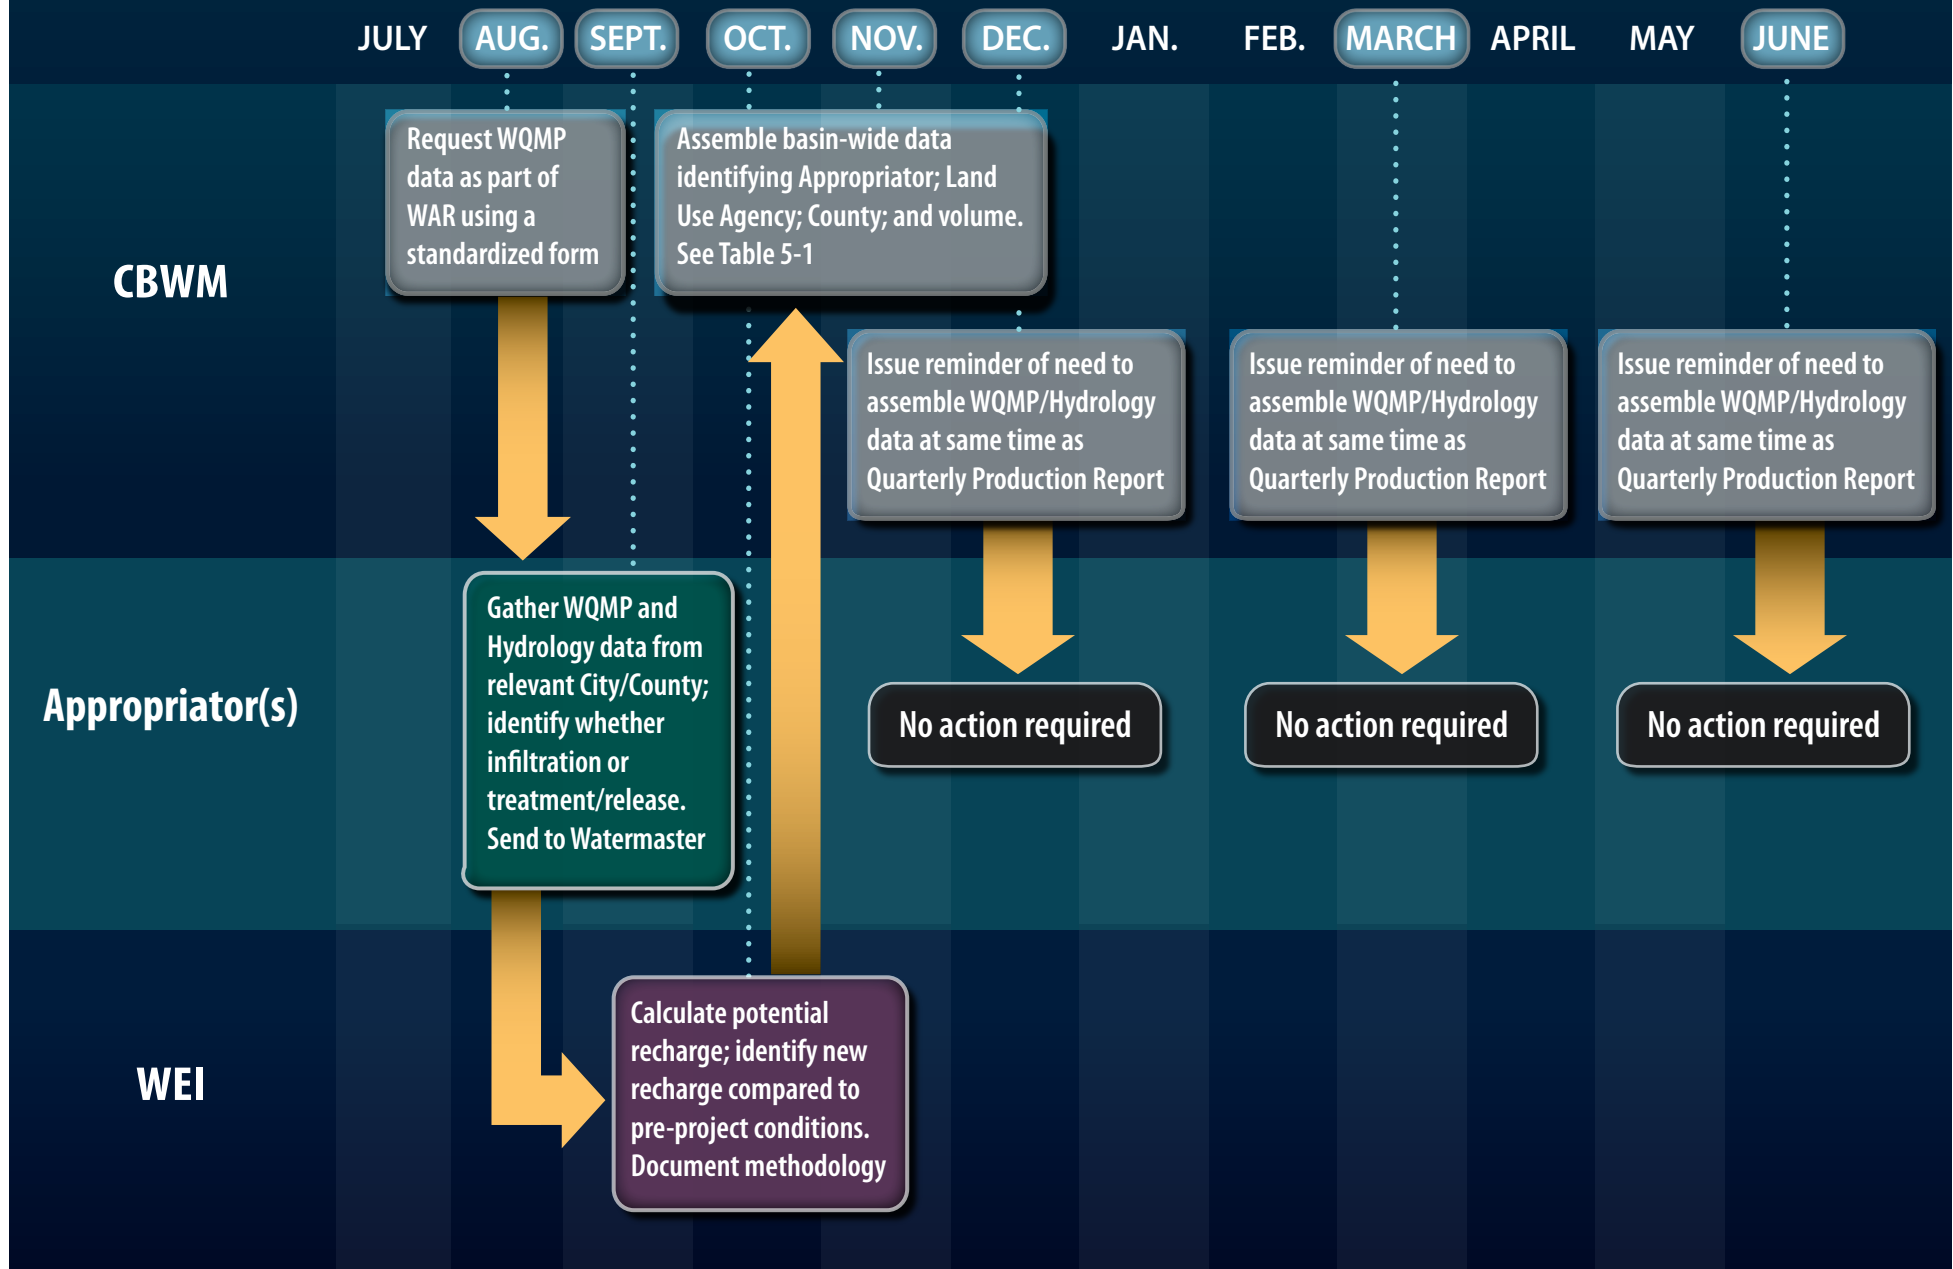 JULY AUG. SEPT. OCT. NOV. DEC. JAN. FEB. MARCH APRIL MAY JUNE
CBWM
Request WQMP
data as part of
WAR using a
standardized form
Assemble basin-wide data
identifying Appropriator; Land
Use Agency; County; and volume.
See Table 5-1
Issue reminder of need to
assemble WQMP/Hydrology
data at same time as
Quarterly Production Report
Issue reminder of need to
assemble WQMP/Hydrology
data at same time as
Quarterly Production Report
Issue reminder of need to
assemble WQMP/Hydrology
data at same time as
Quarterly Production Report
Appropriator(s)
Gather WQMP and
Hydrology data from
relevant City/County;
identify whether
infiltration or
treatment/release.
Send to Watermaster
No action required
No action required
No action required
WEI
Calculate potential
recharge; identify new
recharge compared to
pre-project conditions.
Document methodology